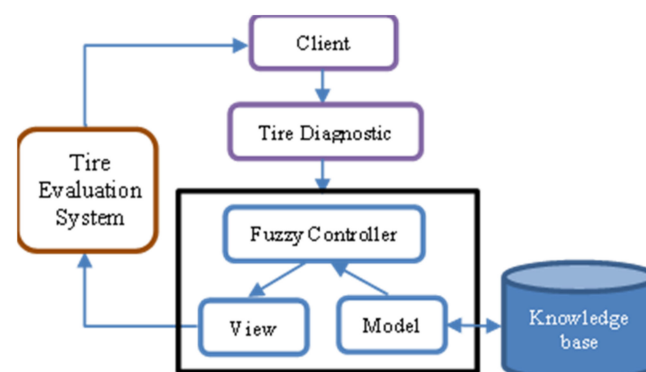 Client
Tire Diagnostic
Tire
Evaluation
System
Fuzzy Controller
View
Model
Knowledge
base